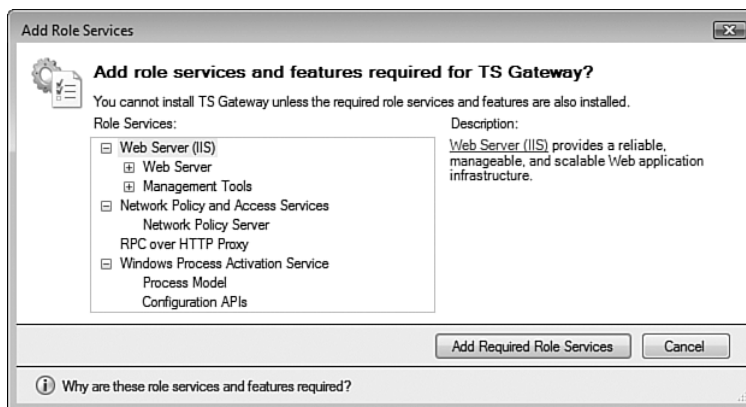 Add Role Services
Add role services and features required for TS Gateway?
You cannot install TS Gateway unless the required role services and features are also installed.
Role Services:
Web Server (IIS)
Web Server
Management Tools
Network Policy and Access Services
Network Policy Server
RPC over HTTP Proxy
Windows Process Activation Service
Process Model
Configuration APIs
Description:
Web Server (IIS) provides a reliable,
manageable, and scalable Web application
infrastructure.
Add Required Role Services
Cancel
Why are these role services and features required?